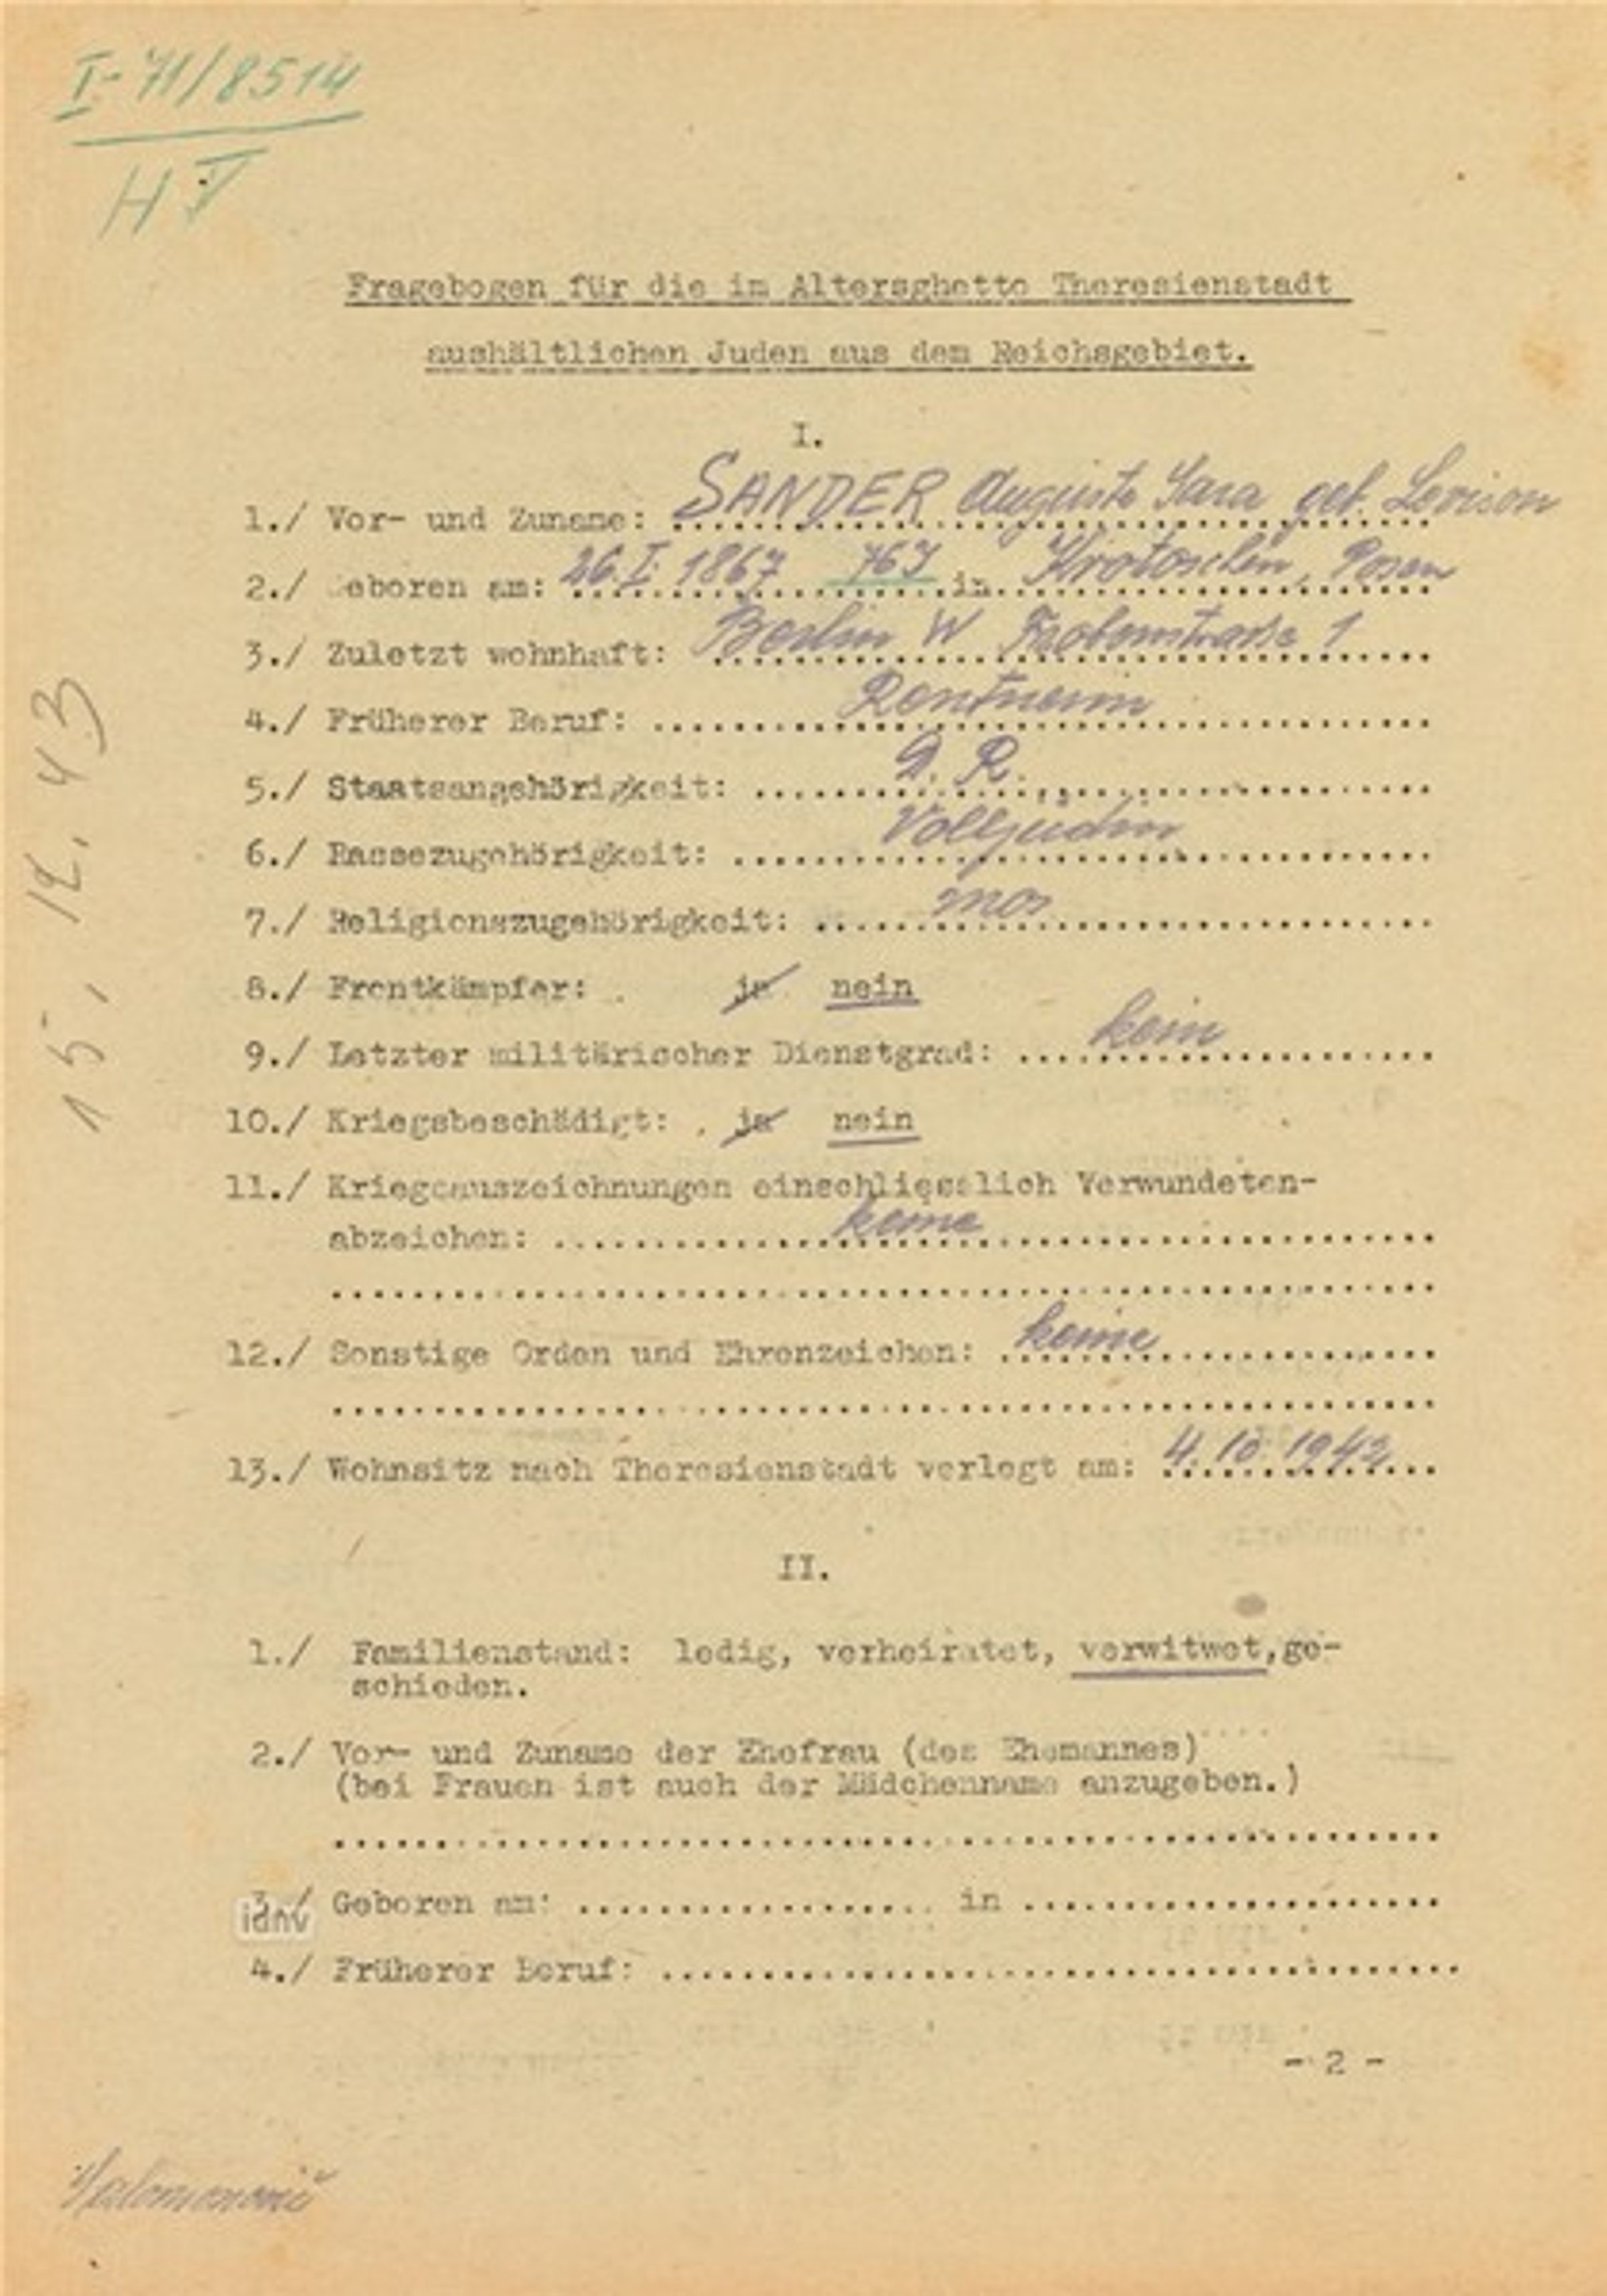 I-71/8514
H V
Fragebogen für die im Altersghetto Theresienstadt
aushältlichen Juden aus dem Reichsgebiet.
I.
1./ Vor- und Zuname: SANDER Auguste Sara geb. Levison
2./ Geboren am: 26. I. 1867 767 in Krotoschin, Posen
3./ Zuletzt wohnhaft: Berlin W Frobenstraße 1
4./ Früherer Beruf: Rentnerin
5./ Staatsangehörigkeit: D. R.
6./ Rassezugehörigkeit: Volljüdin
7./ Religionszugehörigkeit: mos
8./ Frontkämpfer: ja nein
9./ Letzter militärischer Dienstgrad: kein
10./ Kriegsbeschädigt: ja nein
11./ Kriegsauszeichnungen einschliesslich Verwundeten-
abzeichen: keine
12./ Sonstige Orden und Ehrenzeichen: keine
13./ Wohnsitz nach Theresienstadt verlegt am: 4. 10. 1942
II.
1./ Familienstand: ledig, verheiratet, verwitwet, ge-
schieden.
2./ Vor- und Zuname der Ehefrau (des Ehemannes)
(bei Frauen ist auch der Mädchenname anzugeben.)
3./ Geboren am: in
4./ Früherer Beruf:
- 2 -
15. 12. 43
Salomonovič